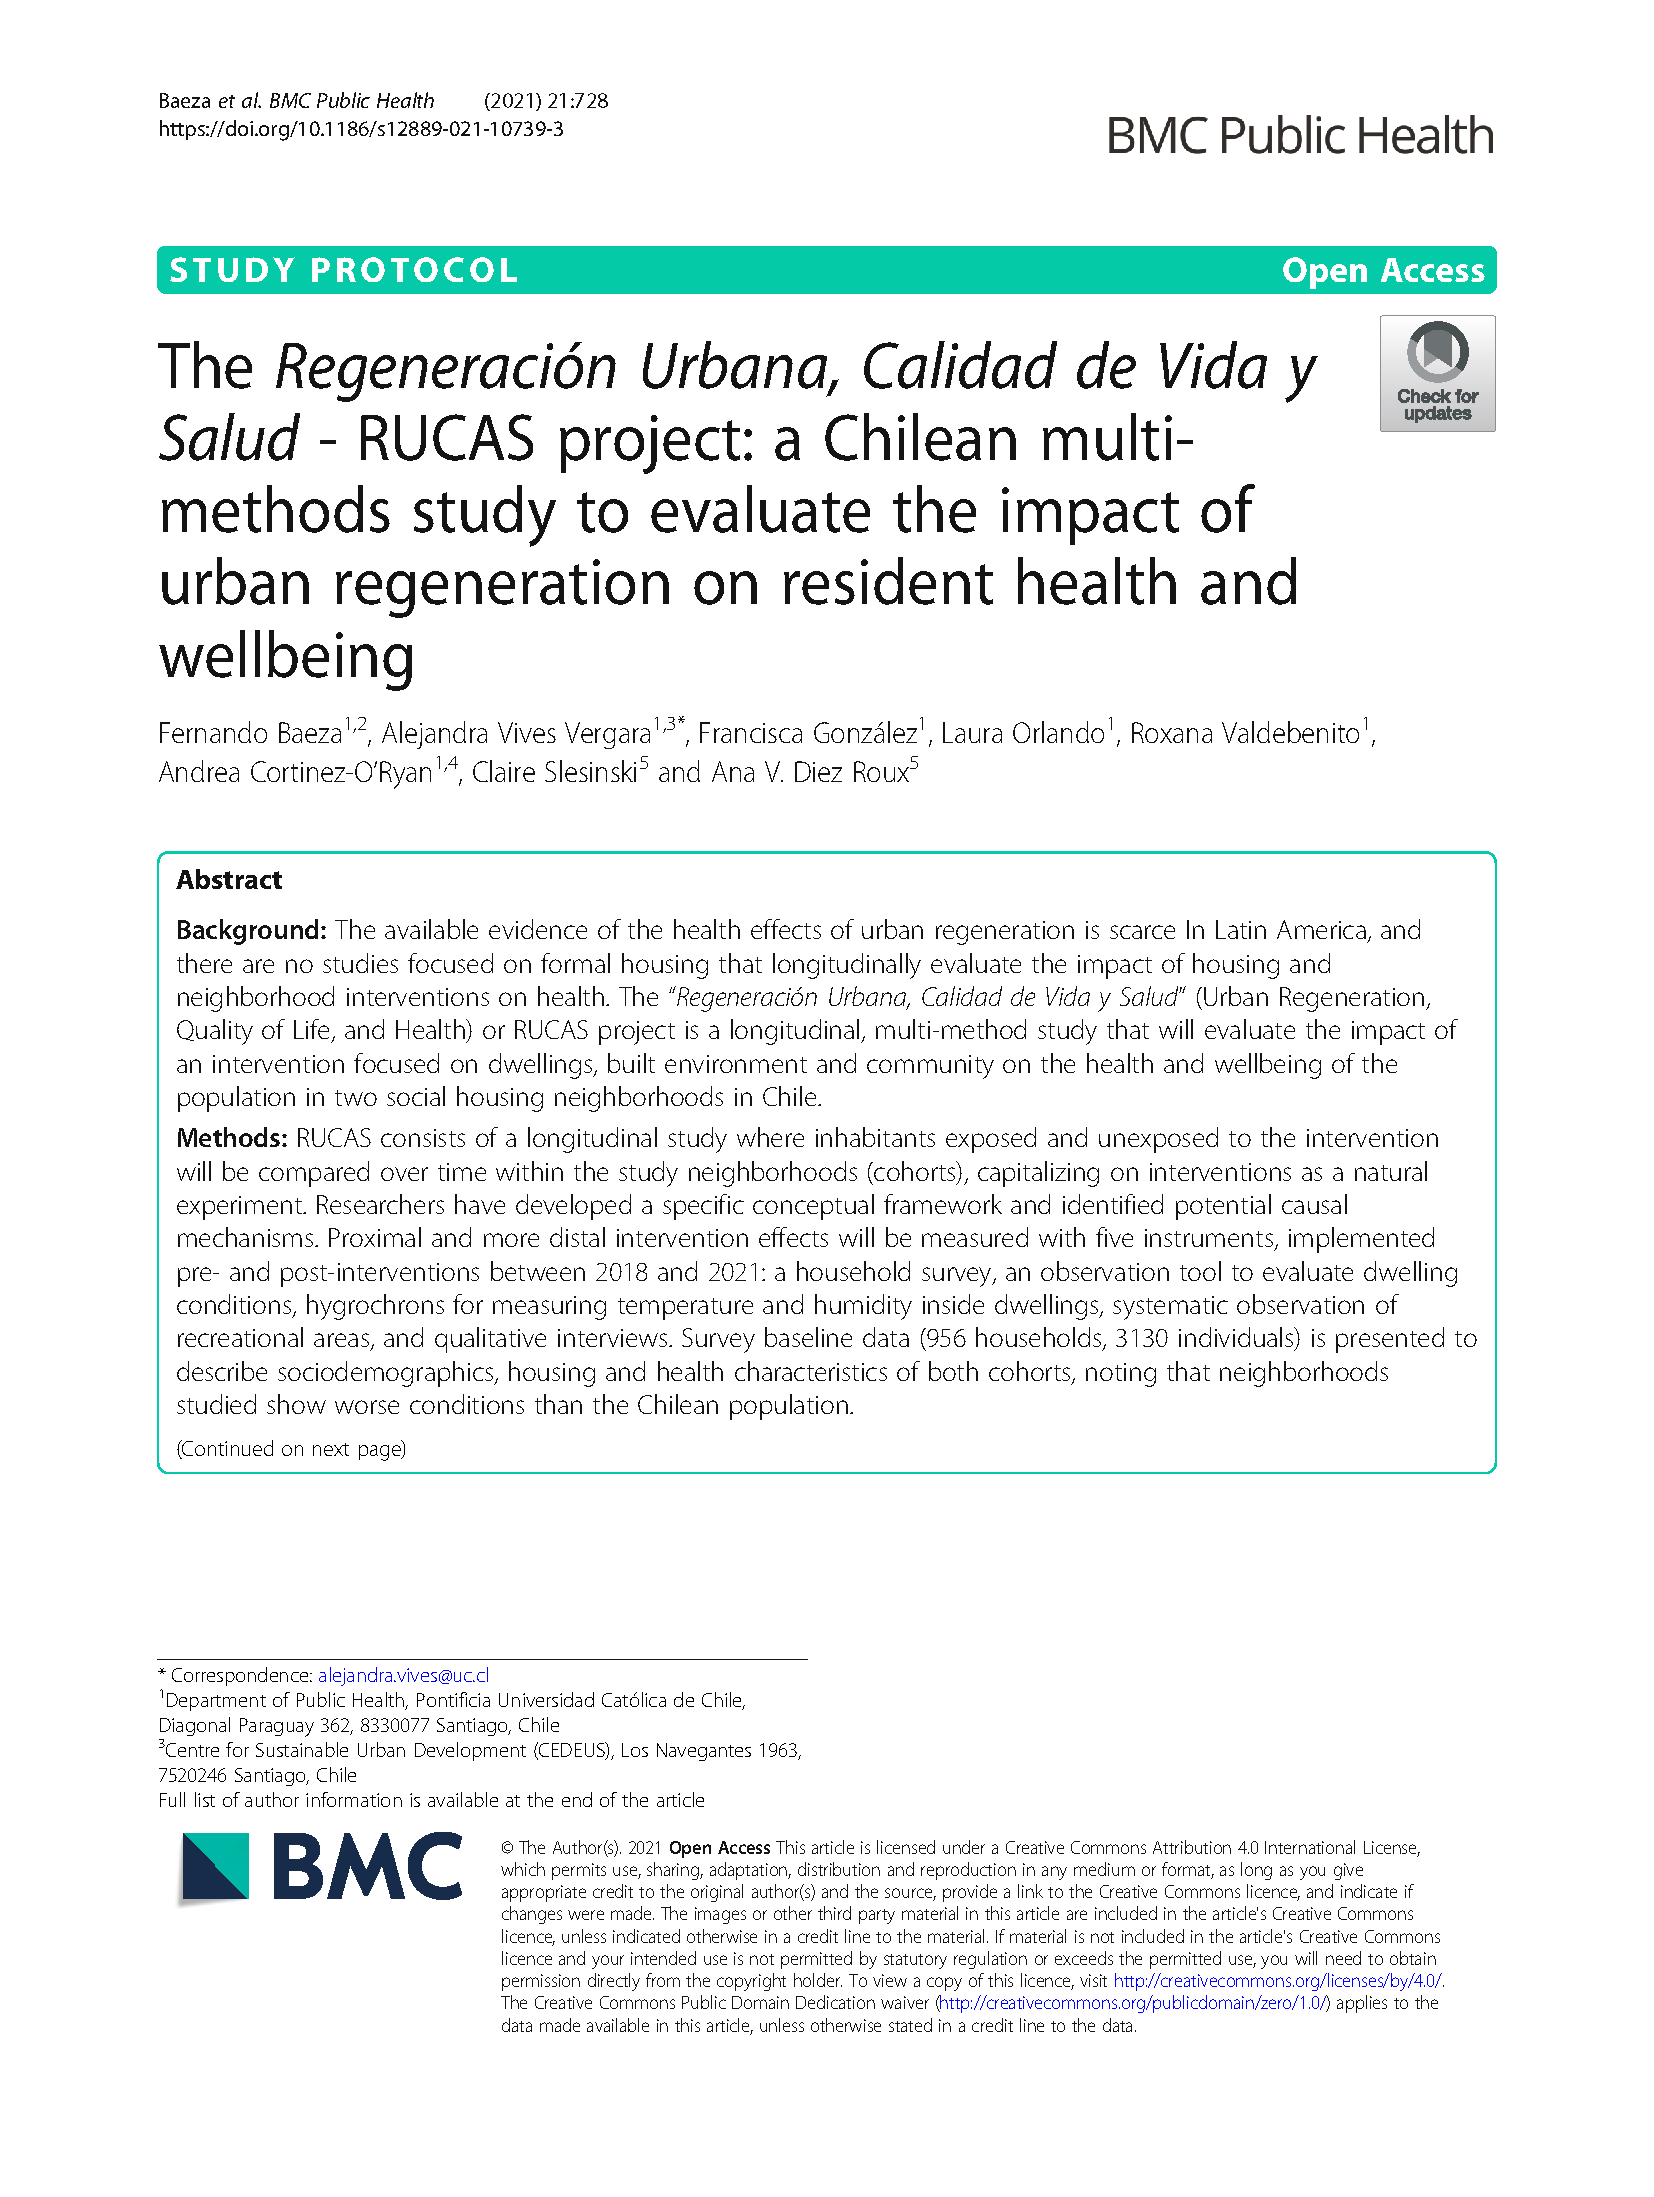 Baeza et al. BMC Public Health (2021) 21:728
https://doi.org/10.1186/s12889-021-10739-3
BMC Public Health
STUDY PROTOCOL
Open Access
The Regeneración Urbana, Calidad de Vida y
Salud - RUCAS project: a Chilean multi-
methods study to evaluate the impact of
urban regeneration on resident health and
wellbeing
Check for
updates
Fernando Baeza1,2, Alejandra Vives Vergara1,3*, Francisca González1, Laura Orlando1, Roxana Valdebenito1,
Andrea Cortinez-O’Ryan1,4, Claire Slesinski5 and Ana V. Diez Roux5
Abstract
Background: The available evidence of the health effects of urban regeneration is scarce In Latin America, and
there are no studies focused on formal housing that longitudinally evaluate the impact of housing and
neighborhood interventions on health. The “Regeneración Urbana, Calidad de Vida y Salud” (Urban Regeneration,
Quality of Life, and Health) or RUCAS project is a longitudinal, multi-method study that will evaluate the impact of
an intervention focused on dwellings, built environment and community on the health and wellbeing of the
population in two social housing neighborhoods in Chile.
Methods: RUCAS consists of a longitudinal study where inhabitants exposed and unexposed to the intervention
will be compared over time within the study neighborhoods (cohorts), capitalizing on interventions as a natural
experiment. Researchers have developed a specific conceptual framework and identified potential causal
mechanisms. Proximal and more distal intervention effects will be measured with five instruments, implemented
pre- and post-interventions between 2018 and 2021: a household survey, an observation tool to evaluate dwelling
conditions, hygrochrons for measuring temperature and humidity inside dwellings, systematic observation of
recreational areas, and qualitative interviews. Survey baseline data (956 households, 3130 individuals) is presented to
describe sociodemographics, housing and health characteristics of both cohorts, noting that neighborhoods
studied show worse conditions than the Chilean population.
(Continued on next page)
* Correspondence: alejandra.vives@uc.cl
1Department of Public Health, Pontificia Universidad Católica de Chile,
Diagonal Paraguay 362, 8330077 Santiago, Chile
3Centre for Sustainable Urban Development (CEDEUS), Los Navegantes 1963,
7520246 Santiago, Chile
Full list of author information is available at the end of the article
BMC
© The Author(s). 2021 Open Access This article is licensed under a Creative Commons Attribution 4.0 International License,
which permits use, sharing, adaptation, distribution and reproduction in any medium or format, as long as you give
appropriate credit to the original author(s) and the source, provide a link to the Creative Commons licence, and indicate if
changes were made. The images or other third party material in this article are included in the article's Creative Commons
licence, unless indicated otherwise in a credit line to the material. If material is not included in the article's Creative Commons
licence and your intended use is not permitted by statutory regulation or exceeds the permitted use, you will need to obtain
permission directly from the copyright holder. To view a copy of this licence, visit http://creativecommons.org/licenses/by/4.0/.
The Creative Commons Public Domain Dedication waiver (http://creativecommons.org/publicdomain/zero/1.0/) applies to the
data made available in this article, unless otherwise stated in a credit line to the data.